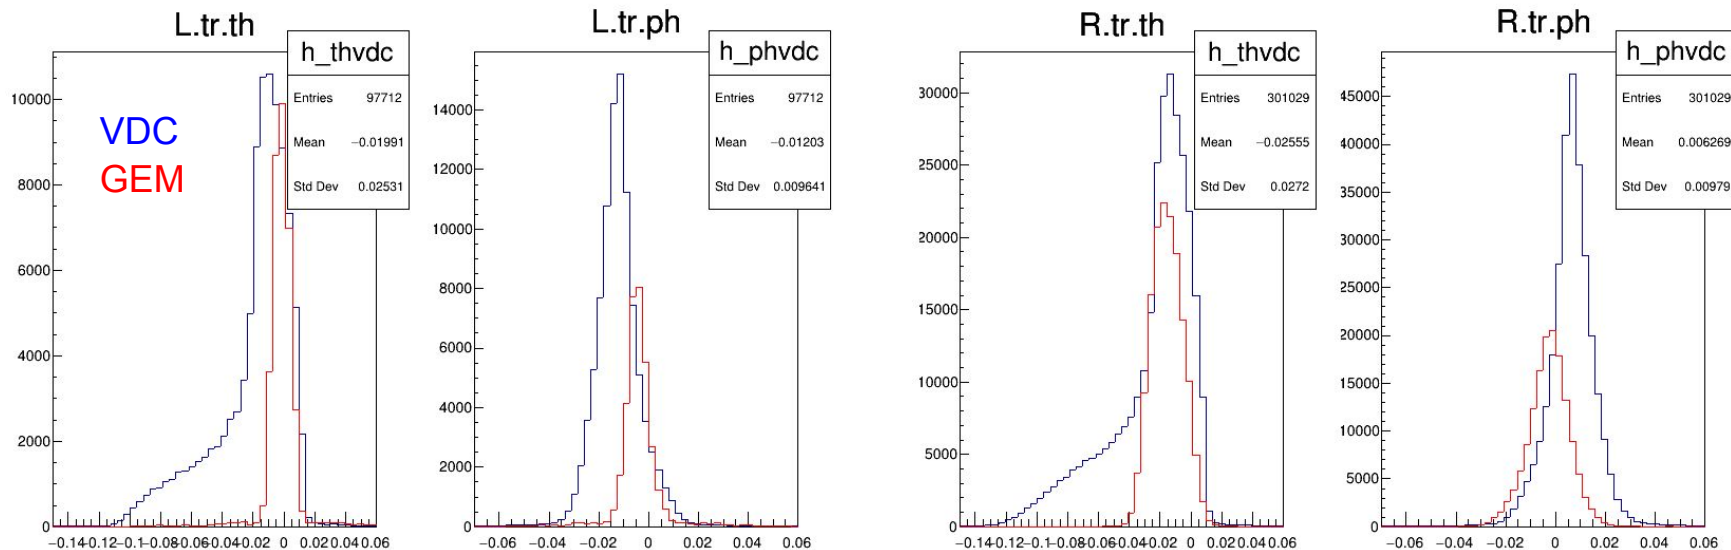 L.tr.th
h_thvdc
Entries 97712
Mean −0.01991
Std Dev 0.02531
VDC
GEM
10000
8000
6000
4000
2000
0
−0.14 −0.12 −0.1 −0.08 −0.06 −0.04 −0.02 0 0.02 0.04 0.06
L.tr.ph
h_phvdc
Entries 97712
Mean −0.01203
Std Dev 0.009641
14000
12000
10000
8000
6000
4000
2000
0
−0.06 −0.04 −0.02 0 0.02 0.04 0.06
R.tr.th
h_thvdc
Entries 301029
Mean −0.02555
Std Dev 0.0272
30000
25000
20000
15000
10000
5000
0
−0.14 −0.12 −0.1 −0.08 −0.06 −0.04 −0.02 0 0.02 0.04 0.06
R.tr.ph
h_phvdc
Entries 301029
Mean 0.006269
Std Dev 0.00979
45000
40000
35000
30000
25000
20000
15000
10000
5000
0
−0.06 −0.04 −0.02 0 0.02 0.04 0.06